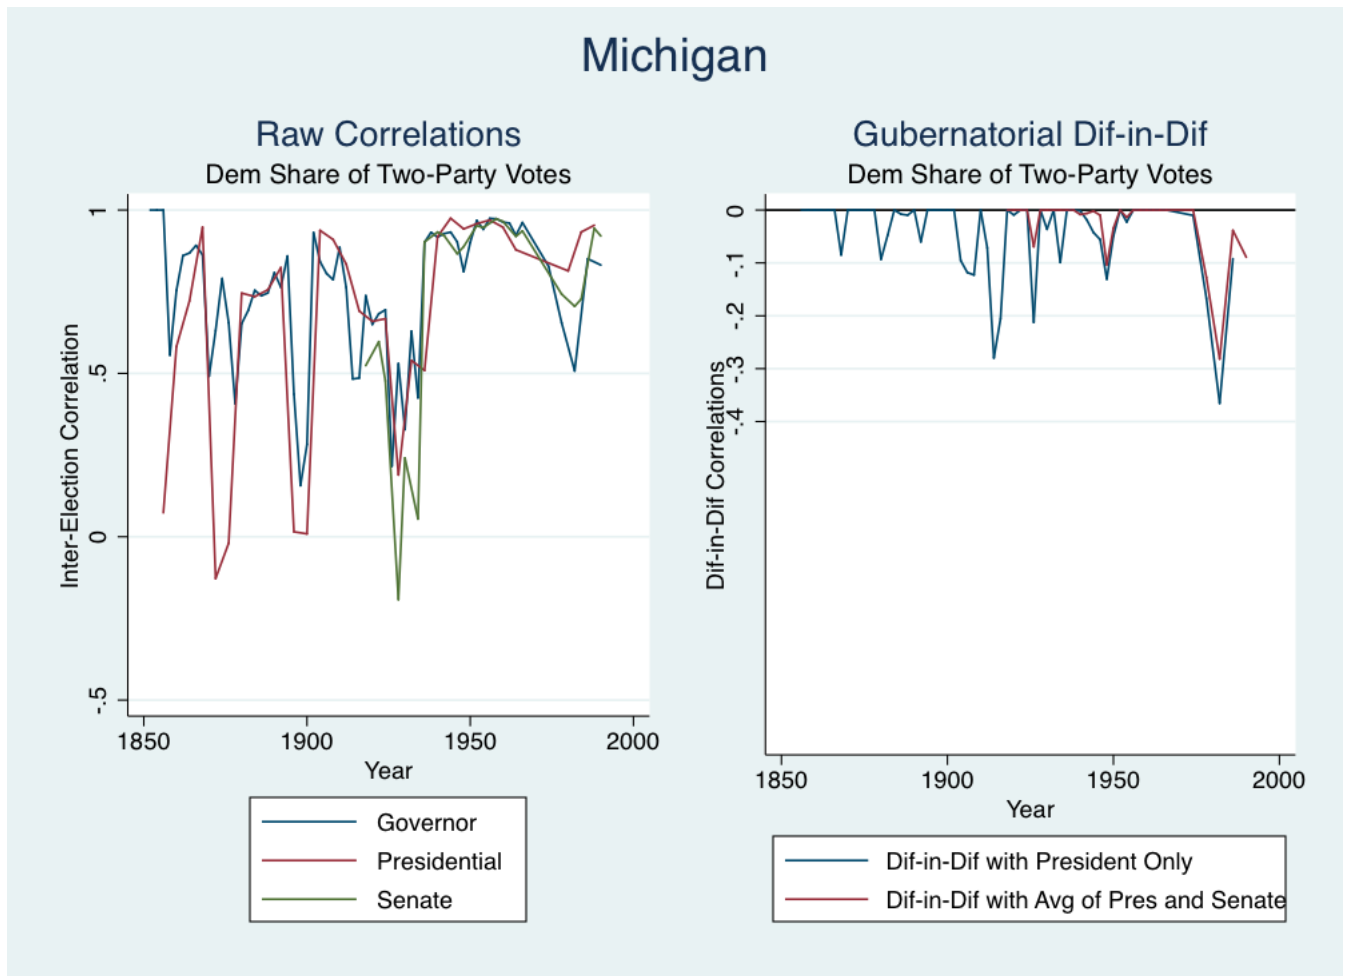 Michigan
Raw Correlations
Dem Share of Two-Party Votes
Inter-Election Correlation
1
.5
0
-.5
1850 1900 1950 2000
Year
Governor
Presidential
Senate
Gubernatorial Dif-in-Dif
Dem Share of Two-Party Votes
Dif-in-Dif Correlations
0
-.1
-.2
-.3
-.4
1850 1900 1950 2000
Year
Dif-in-Dif with President Only
Dif-in-Dif with Avg of Pres and Senate